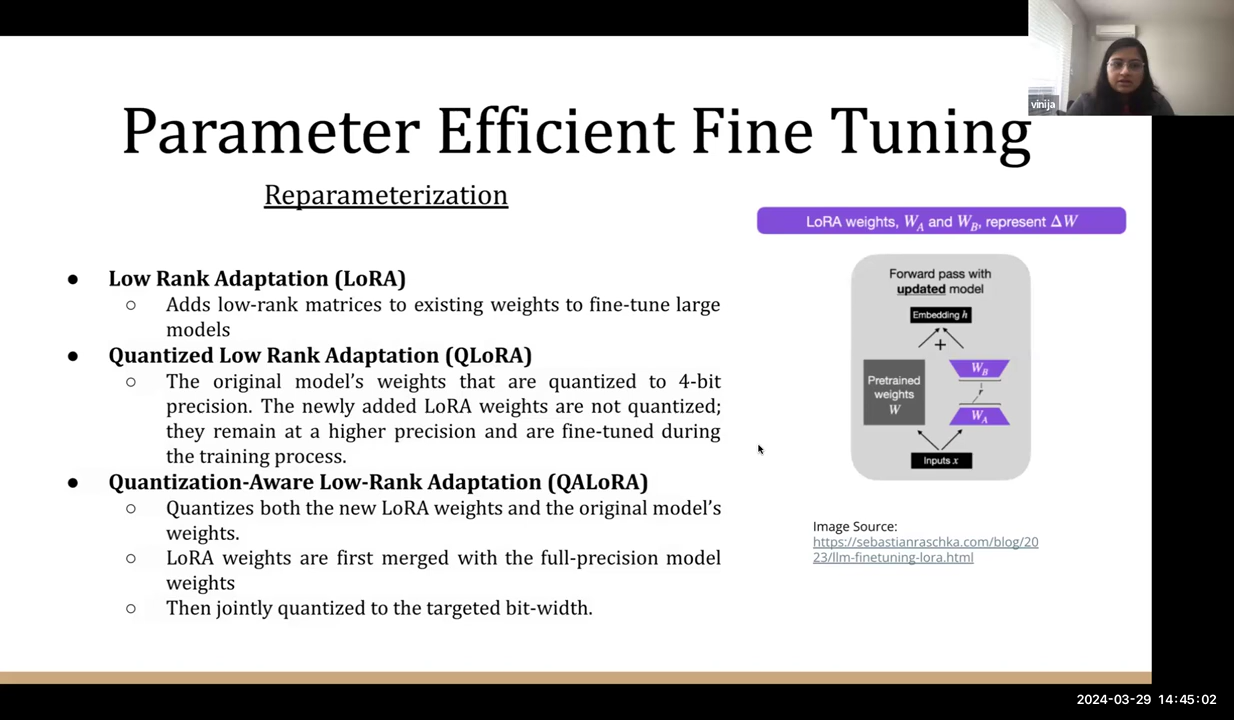 vinija
Parameter Efficient Fine Tuning
Reparameterization
LoRA weights, W_A and W_B, represent ΔW
● Low Rank Adaptation (LoRA)
○ Adds low-rank matrices to existing weights to fine-tune large
models
● Quantized Low Rank Adaptation (QLoRA)
○ The original model’s weights that are quantized to 4-bit
precision. The newly added LoRA weights are not quantized;
they remain at a higher precision and are fine-tuned during
the training process.
● Quantization-Aware Low-Rank Adaptation (QALoRA)
○ Quantizes both the new LoRA weights and the original model’s
weights.
○ LoRA weights are first merged with the full-precision model
weights
○ Then jointly quantized to the targeted bit-width.
Forward pass with
updated model
Embedding h
+
Pretrained
weights
W
W_B
r
W_A
Inputs x
Image Source:
https://sebastianraschka.com/blog/20
23/llm-finetuning-lora.html
2024-03-29 14:45:02